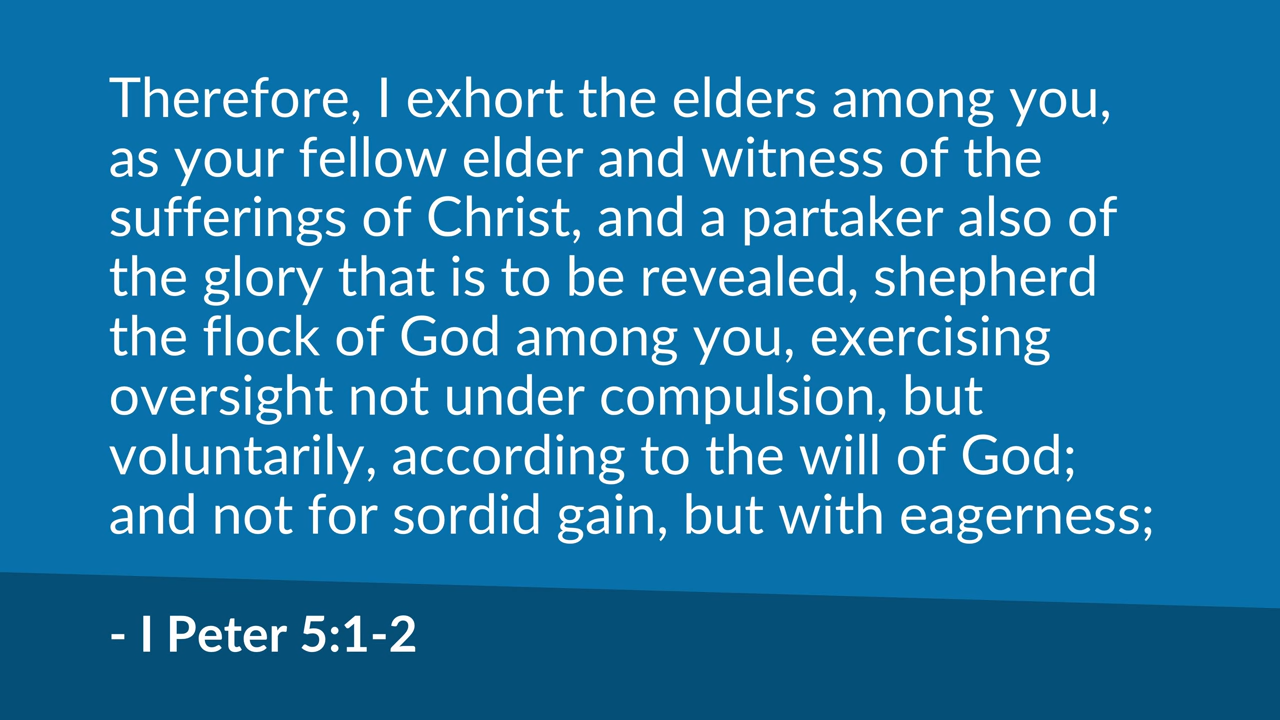 Therefore, I exhort the elders among you,
as your fellow elder and witness of the
sufferings of Christ, and a partaker also of
the glory that is to be revealed, shepherd
the flock of God among you, exercising
oversight not under compulsion, but
voluntarily, according to the will of God;
and not for sordid gain, but with eagerness;
- I Peter 5:1-2